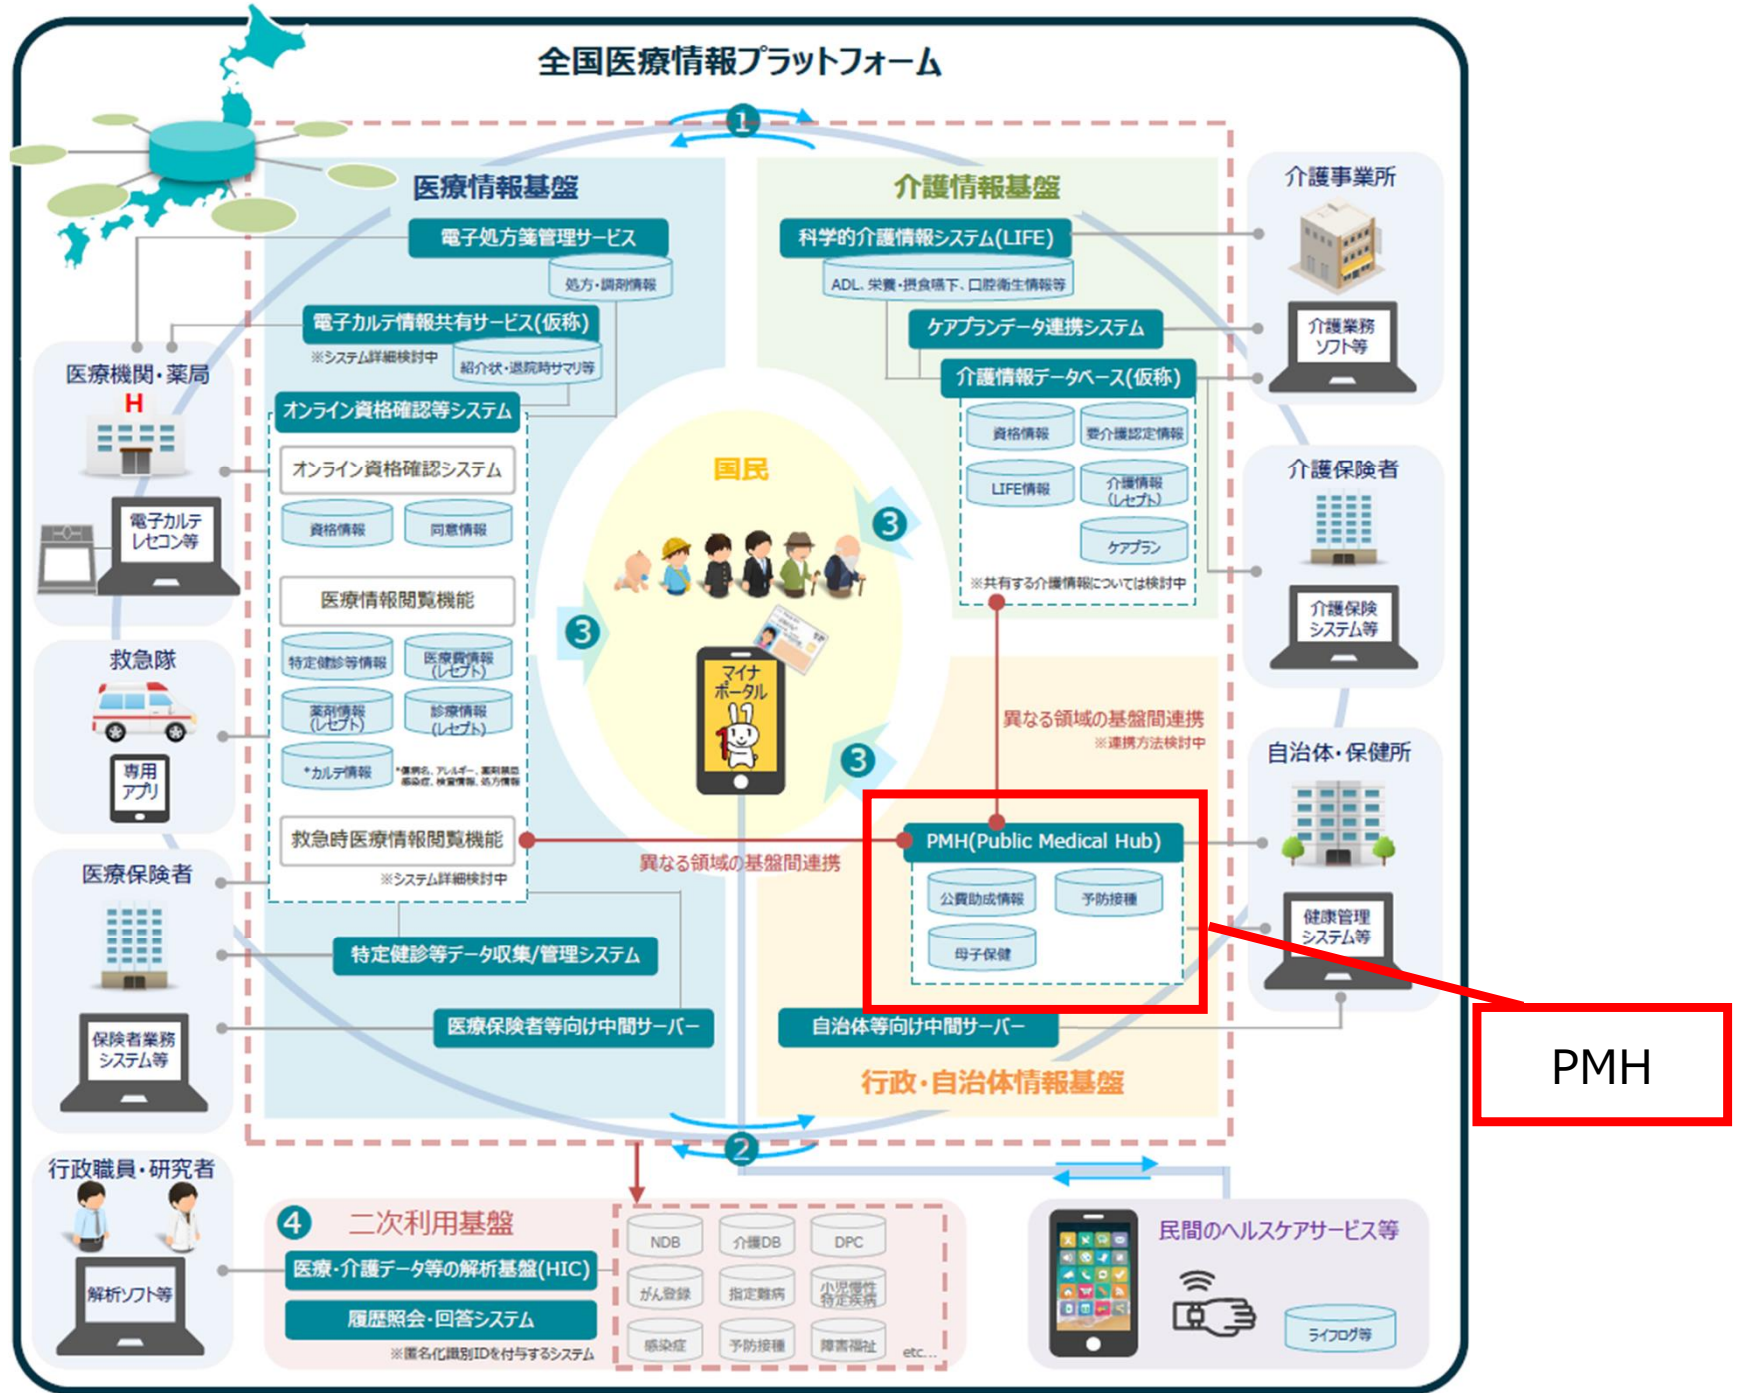 全国医療情報プラットフォーム
1
医療情報基盤
電子処方箋管理サービス
処方・調剤情報
電子カルテ情報共有サービス(仮称)
※システム詳細検討中
紹介状・退院時サマリ等
オンライン資格確認等システム
オンライン資格確認システム
資格情報
同意情報
医療情報閲覧機能
特定健診等情報
医療費情報
(レセプト)
薬剤情報
(レセプト)
診療情報
(レセプト)
*カルテ情報
*傷病名、アレルギー、薬剤禁忌
感染症、検査情報、処方情報
救急時医療情報閲覧機能
※システム詳細検討中
特定健診等データ収集/管理システム
医療保険者等向け中間サーバー
介護情報基盤
科学的介護情報システム(LIFE)
ADL、栄養・摂食嚥下、口腔衛生情報等
ケアプランデータ連携システム
介護情報データベース(仮称)
資格情報
要介護認定情報
LIFE情報
介護情報
(レセプト)
ケアプラン
※共有する介護情報については検討中
国民
3
3
3
マイナ
ポータル
1
異なる領域の基盤間連携
※連携方法検討中
異なる領域の基盤間連携
PMH(Public Medical Hub)
公費助成情報
予防接種
母子保健
自治体等向け中間サーバー
行政・自治体情報基盤
2
医療機関・薬局
H
電子カルテ
レセコン等
救急隊
専用
アプリ
医療保険者
保険者業務
システム等
行政職員・研究者
解析ソフト等
介護事業所
介護業務
ソフト等
介護保険者
介護保険
システム等
自治体・保健所
健康管理
システム等
PMH
4
二次利用基盤
医療・介護データ等の解析基盤(HIC)
履歴照会・回答システム
※匿名化識別IDを付与するシステム
NDB
介護DB
DPC
がん登録
指定難病
小児慢性
特定疾病
感染症
予防接種
障害福祉
etc...
民間のヘルスケアサービス等
ライフログ等